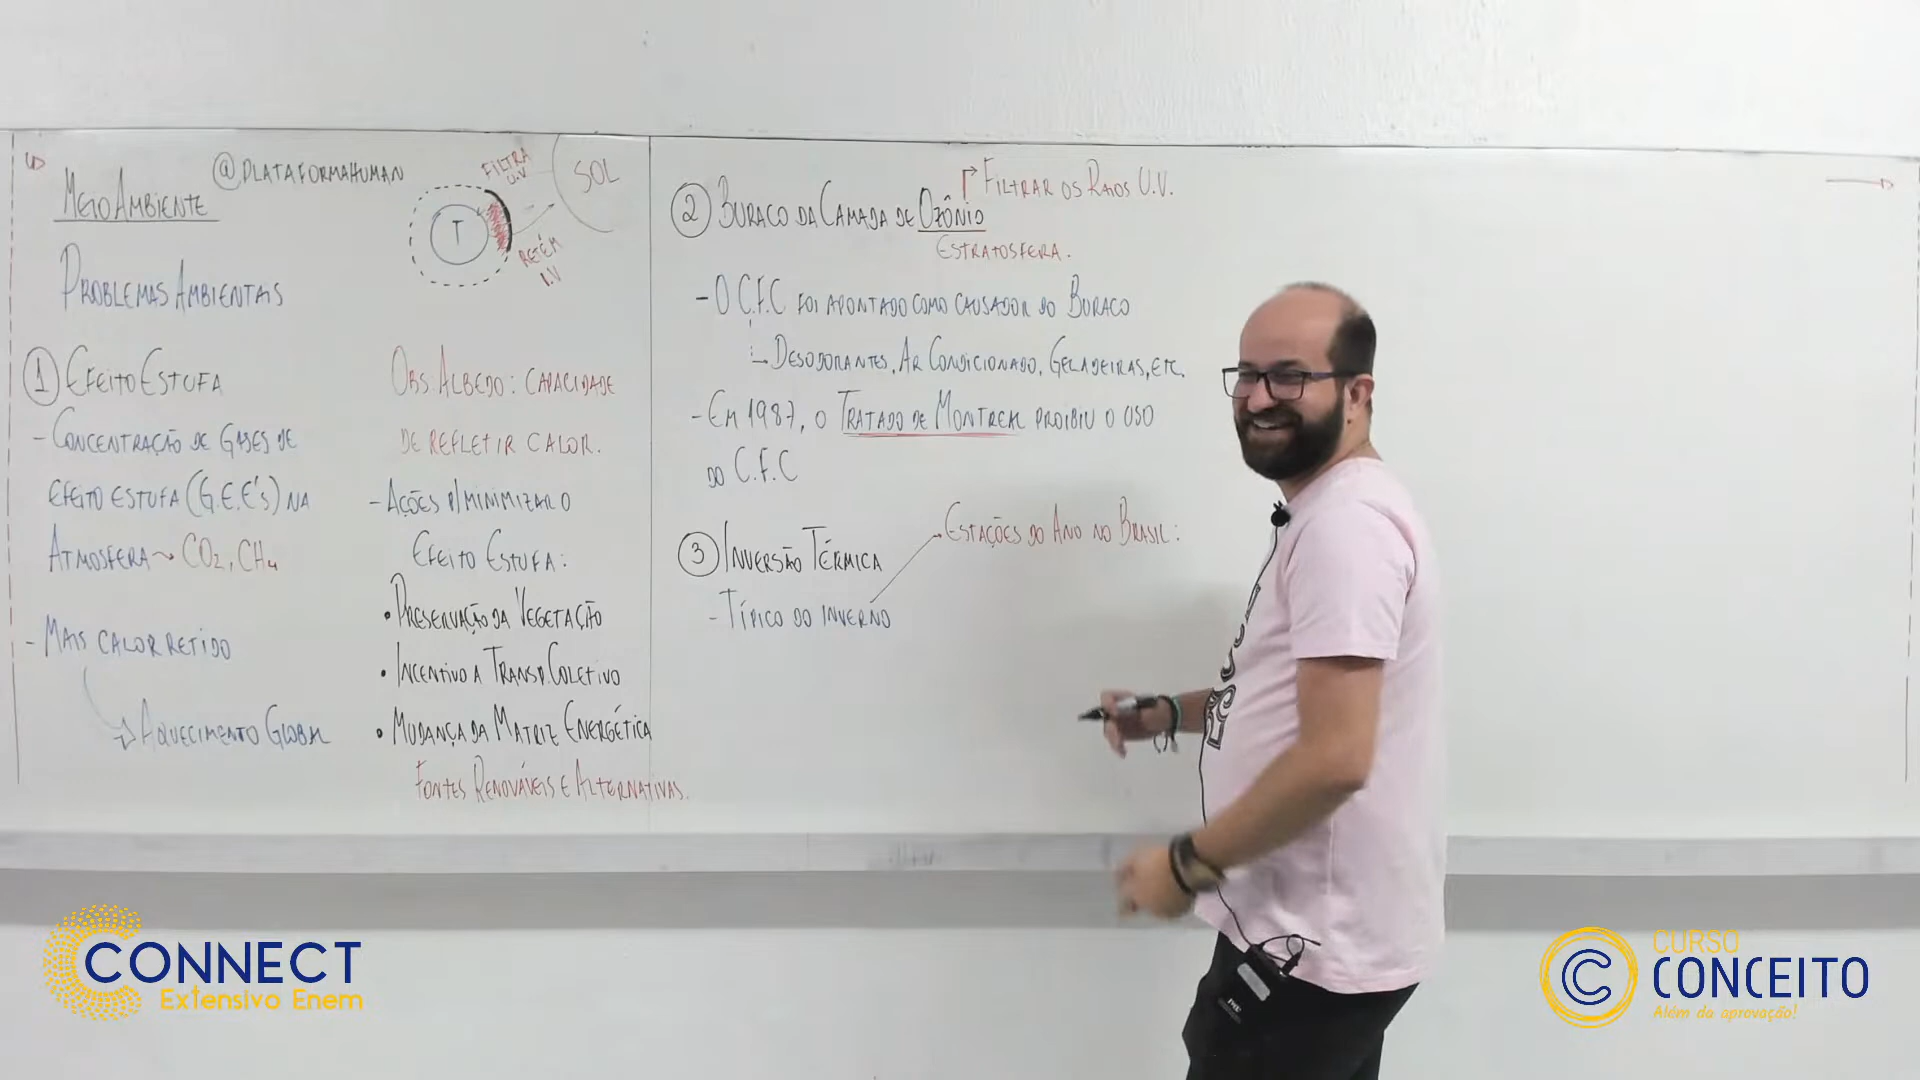 MEIO AMBIENTE
@PLATAFORMAHUMAN
PROBLEMAS AMBIENTAIS
FILTRA
U.V
SOL
T
RETÉM
I.V
1 EFEITO ESTUFA
- CONCENTRAÇÃO DE GASES DE
EFEITO ESTUFA (G.E.E's) NA
ATMOSFERA → CO2, CH4
- MAIS CALOR RETIDO
AQUECIMENTO GLOBAL
OBS. ALBEDO: CAPACIDADE
DE REFLETIR CALOR.
- AÇÕES P/ MINIMIZAR O
EFEITO ESTUFA:
• PRESERVAÇÃO DA VEGETAÇÃO
• INCENTIVO A TRANSP. COLETIVO
• MUDANÇA DA MATRIZ ENERGÉTICA
FONTES RENOVÁVEIS E ALTERNATIVAS.
FILTRAR OS RAIOS U.V.
2 BURACO DA CAMADA DE OZÔNIO
ESTRATOSFERA.
- O C.F.C FOI APONTADO COMO CAUSADOR DO BURACO
DESODORANTES, AR CONDICIONADO, GELADEIRAS, ETC.
- EM 1987, O TRATADO DE MONTREAL PROIBIU O USO
DO C.F.C
3 INVERSÃO TÉRMICA
- TÍPICO DO INVERNO
ESTAÇÕES DO ANO NO BRASIL:
CONNECT
Extensivo Enem
CURSO
CONCEITO
Além da aprovação!